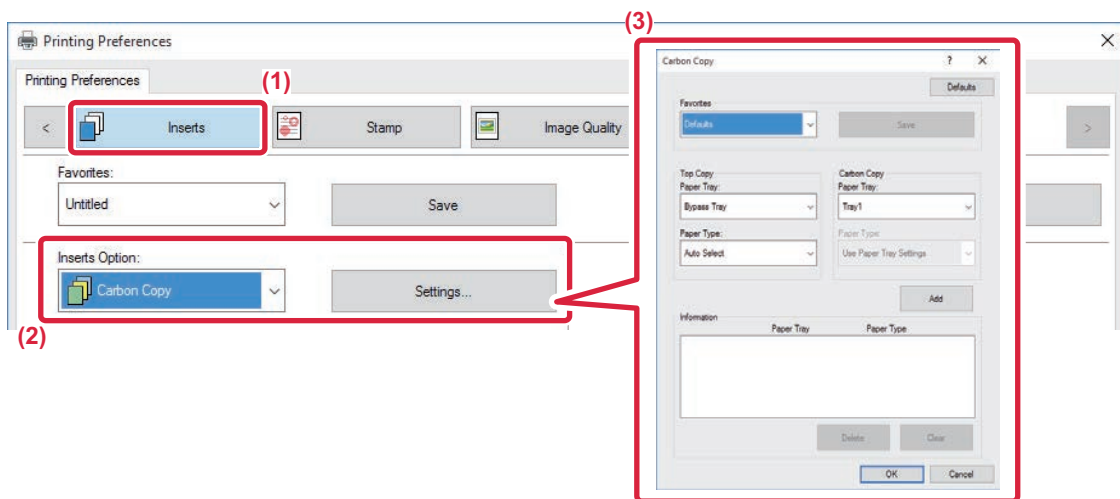 (3)
Printing Preferences
Printing Preferences
(1)
< Inserts Stamp Image Quality >
Favorites:
Untitled Save
Inserts Option:
Carbon Copy Settings...
(2)
Carbon Copy ?
Defaults
Favorites
Defaults Save
Top Copy Carbon Copy
Paper Tray: Paper Tray:
Bypass Tray Tray1
Paper Type: Paper Type:
Auto Select Use Paper Tray Settings
Add
Information
Paper Tray Paper Type
Delete Clear
OK Cancel